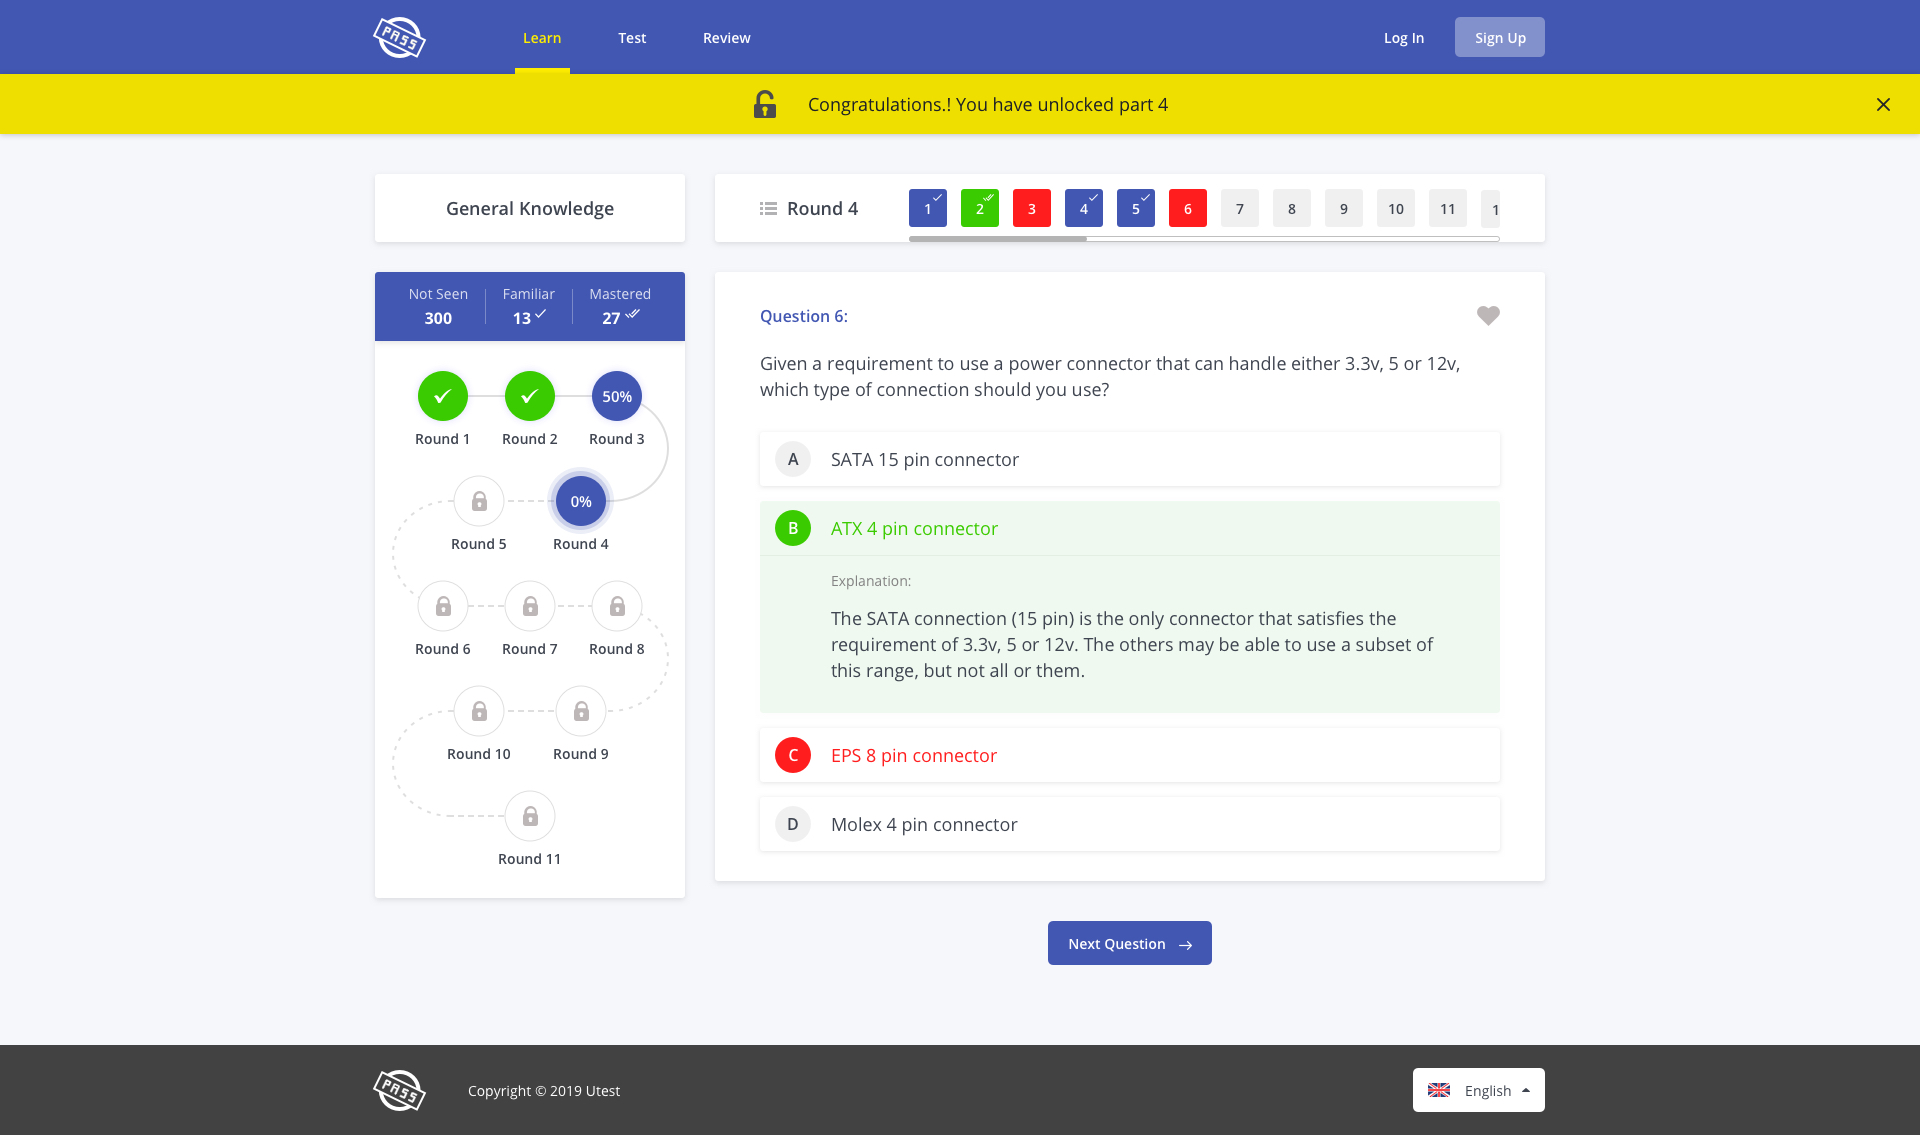 PASS
Learn
Test
Review
Log In
Sign Up
Congratulations.! You have unlocked part 4
General Knowledge
Round 4
1
2
3
4
5
6
7
8
9
10
11
1
Not Seen
300
Familiar
13
Mastered
27
50%
Round 1
Round 2
Round 3
0%
Round 5
Round 4
Round 6
Round 7
Round 8
Round 10
Round 9
Round 11
Question 6:
Given a requirement to use a power connector that can handle either 3.3v, 5 or 12v,
which type of connection should you use?
A
SATA 15 pin connector
B
ATX 4 pin connector
Explanation:
The SATA connection (15 pin) is the only connector that satisfies the
requirement of 3.3v, 5 or 12v. The others may be able to use a subset of
this range, but not all or them.
C
EPS 8 pin connector
D
Molex 4 pin connector
Next Question
PASS
Copyright © 2019 Utest
English